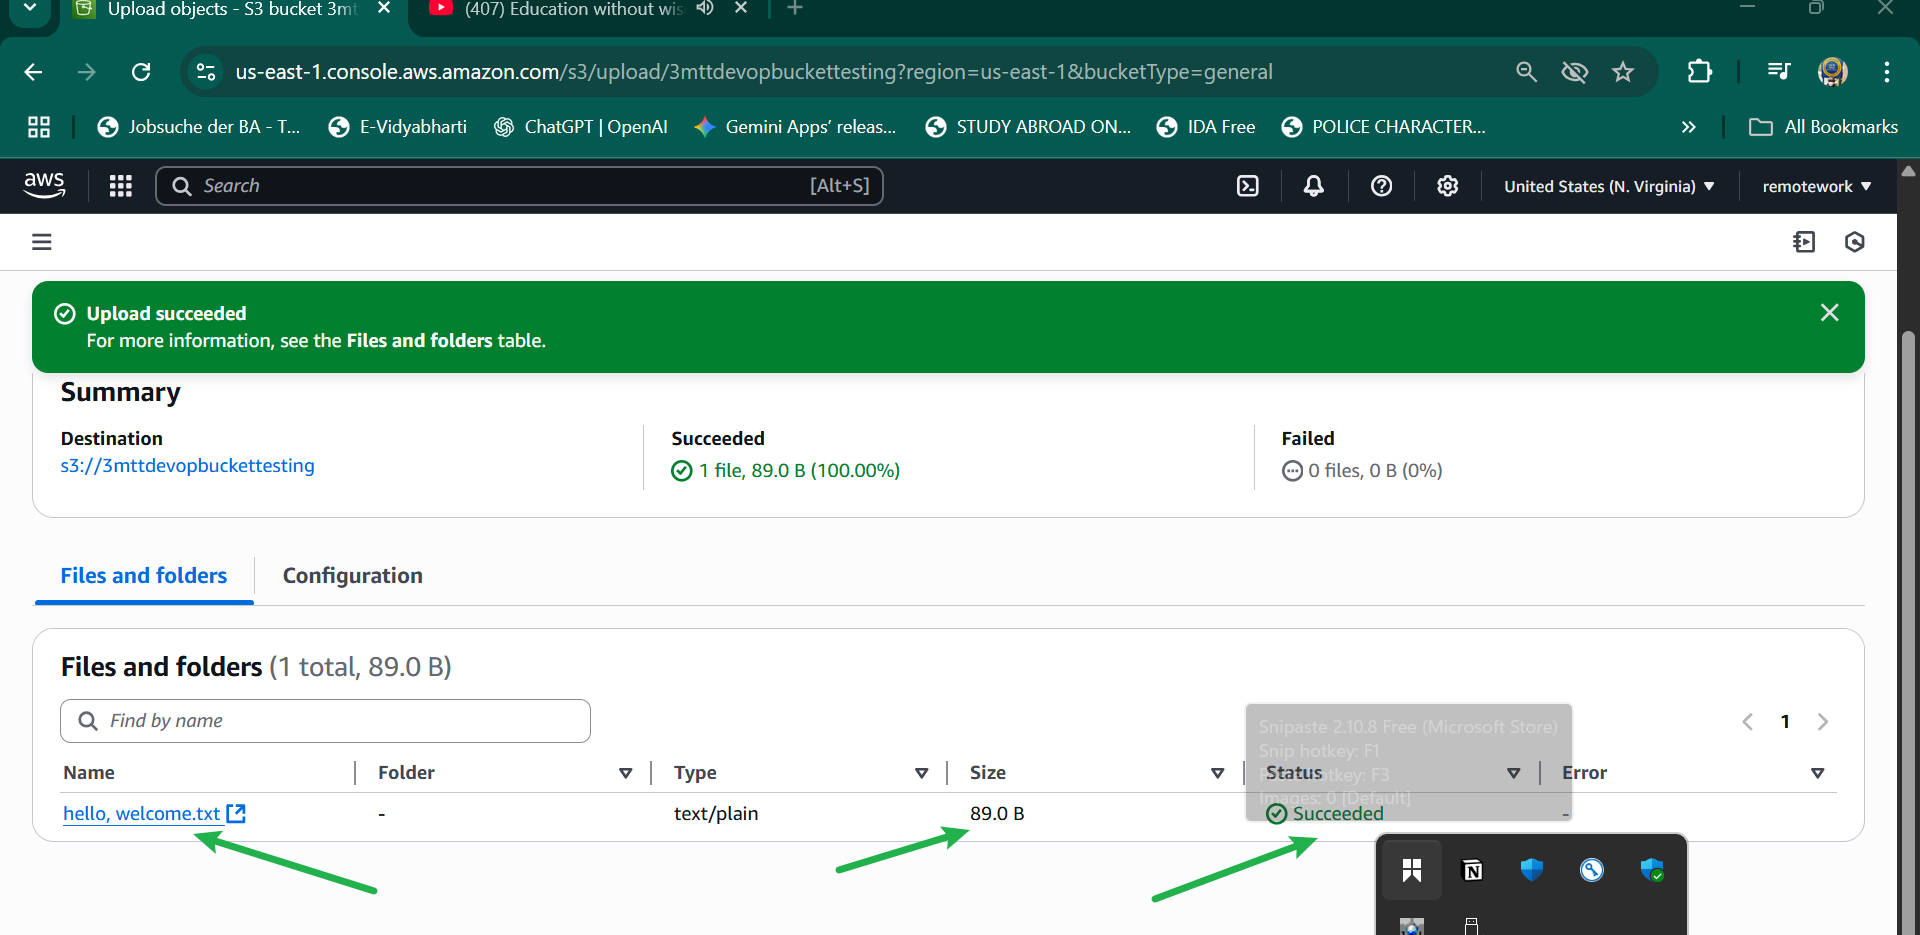 Upload objects - S3 bucket 3mt
(407) Education without wis
us-east-1.console.aws.amazon.com/s3/upload/3mttdevopbuckettesting?region=us-east-1&bucketType=general
Jobsuche der BA - T...
E-Vidyabharti
ChatGPT | OpenAI
Gemini Apps’ releas...
STUDY ABROAD ON...
IDA Free
POLICE CHARACTER...
All Bookmarks
aws
Search
[Alt+S]
United States (N. Virginia)
remotework
Upload succeeded
For more information, see the Files and folders table.
Summary
Destination
s3://3mttdevopbuckettesting
Succeeded
1 file, 89.0 B (100.00%)
Failed
0 files, 0 B (0%)
Files and folders
Configuration
Files and folders (1 total, 89.0 B)
Find by name
1
Snipaste 2.10.8 Free (Microsoft Store)
Snip hotkey: F1
hotkey: F3
Images: 0 [Default]
Name
Folder
Type
Size
Status
Error
hello, welcome.txt
-
text/plain
89.0 B
Succeeded
-